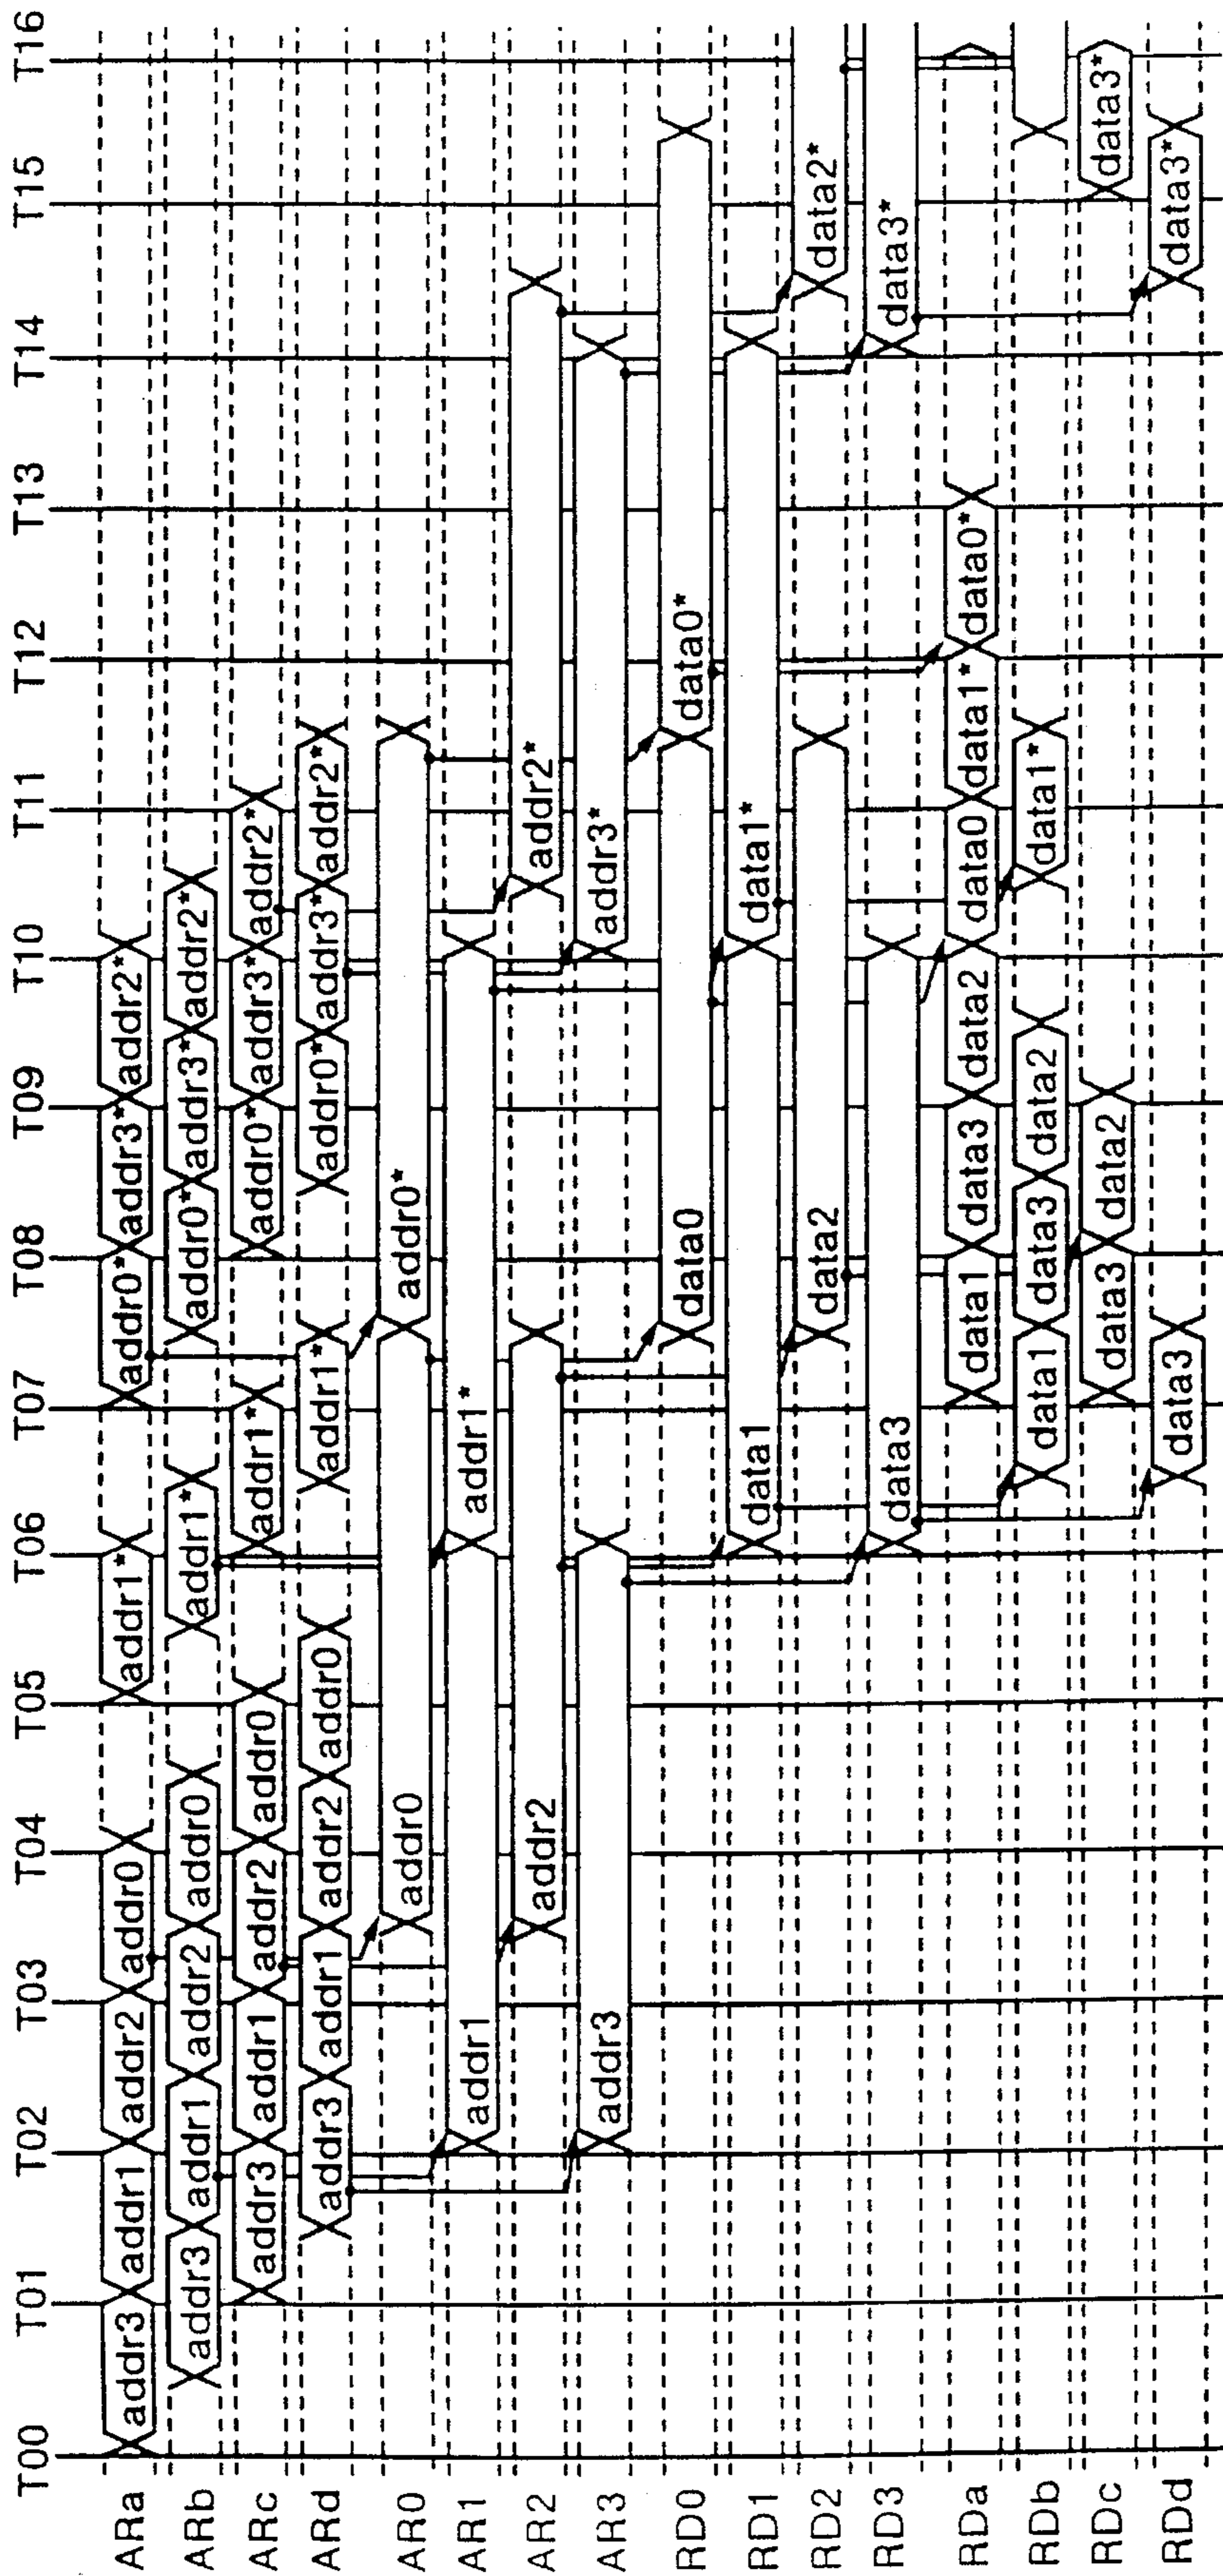 T00 T01 T02 T03 T04 T05 T06 T07 T08 T09 T10 T11 T12 T13 T14 T15 T16
ARa addr3 addr1 addr2 addr0 addr1* addr0* addr3* addr2*
ARb addr3 addr1 addr2 addr0 addr1* addr0* addr3* addr2*
ARc addr3 addr1 addr2 addr0 addr1* addr0* addr3* addr2*
ARd addr3 addr1 addr2 addr0 addr1* addr0* addr3* addr2*
AR0 addr0 addr0*
AR1 addr1 addr1*
AR2 addr2 addr2*
AR3 addr3 addr3*
RD0 data0 data0*
RD1 data1 data1*
RD2 data2 data2*
RD3 data3 data3*
RDa data1 data3 data2 data0 data1* data0*
RDb data1 data3 data2 data1*
RDc data3 data2 data3*
RDd data3 data3*